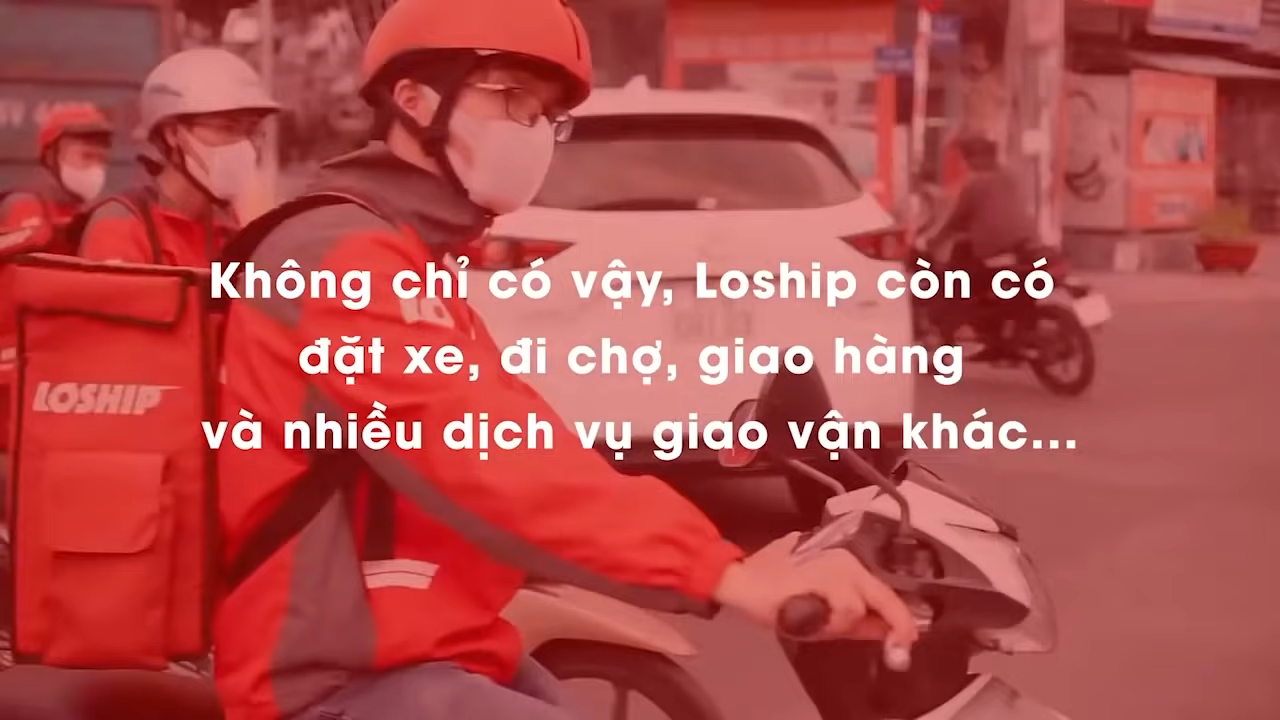 Không chỉ có vậy, Loship còn có
đặt xe, đi chợ, giao hàng
và nhiều dịch vụ giao vận khác...
LOSHIP